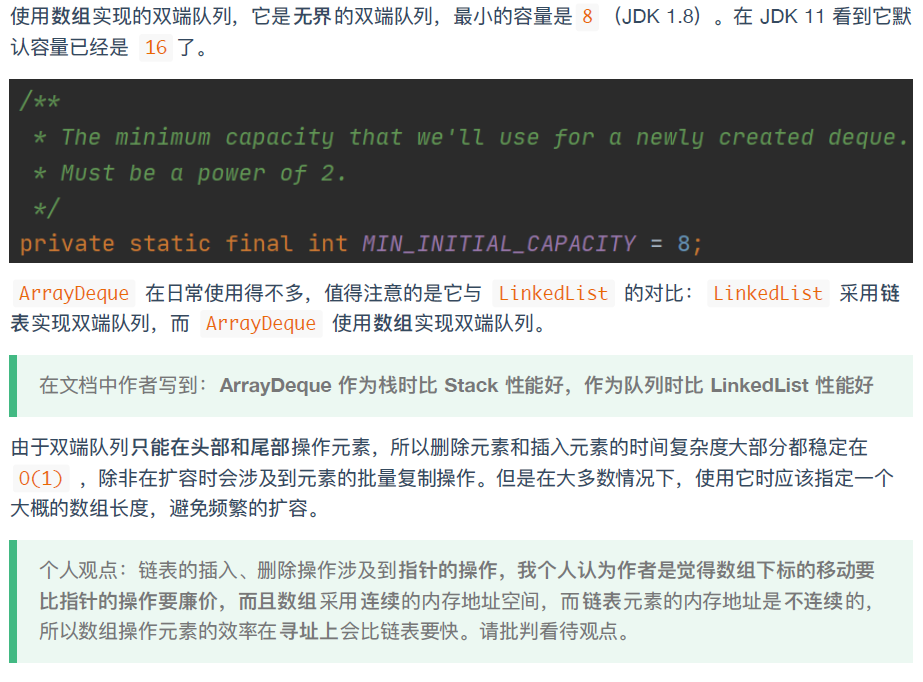 使用数组实现的双端队列，它是无界的双端队列，最小的容量是 8 （JDK 1.8）。在 JDK 11 看到它默
认容量已经是 16 了。
/**
 * The minimum capacity that we'll use for a newly created deque.
 * Must be a power of 2.
 */
private static final int MIN_INITIAL_CAPACITY = 8;
ArrayDeque 在日常使用得不多，值得注意的是它与 LinkedList 的对比： LinkedList 采用链
表实现双端队列，而 ArrayDeque 使用数组实现双端队列。
在文档中作者写到：ArrayDeque 作为栈时比 Stack 性能好，作为队列时比 LinkedList 性能好
由于双端队列只能在头部和尾部操作元素，所以删除元素和插入元素的时间复杂度大部分都稳定在
O(1) ，除非在扩容时会涉及到元素的批量复制操作。但是在大多数情况下，使用它时应该指定一个
大概的数组长度，避免频繁的扩容。
个人观点：链表的插入、删除操作涉及到指针的操作，我个人认为作者是觉得数组下标的移动要
比指针的操作要廉价，而且数组采用连续的内存地址空间，而链表元素的内存地址是不连续的，
所以数组操作元素的效率在寻址上会比链表要快。请批判看待观点。